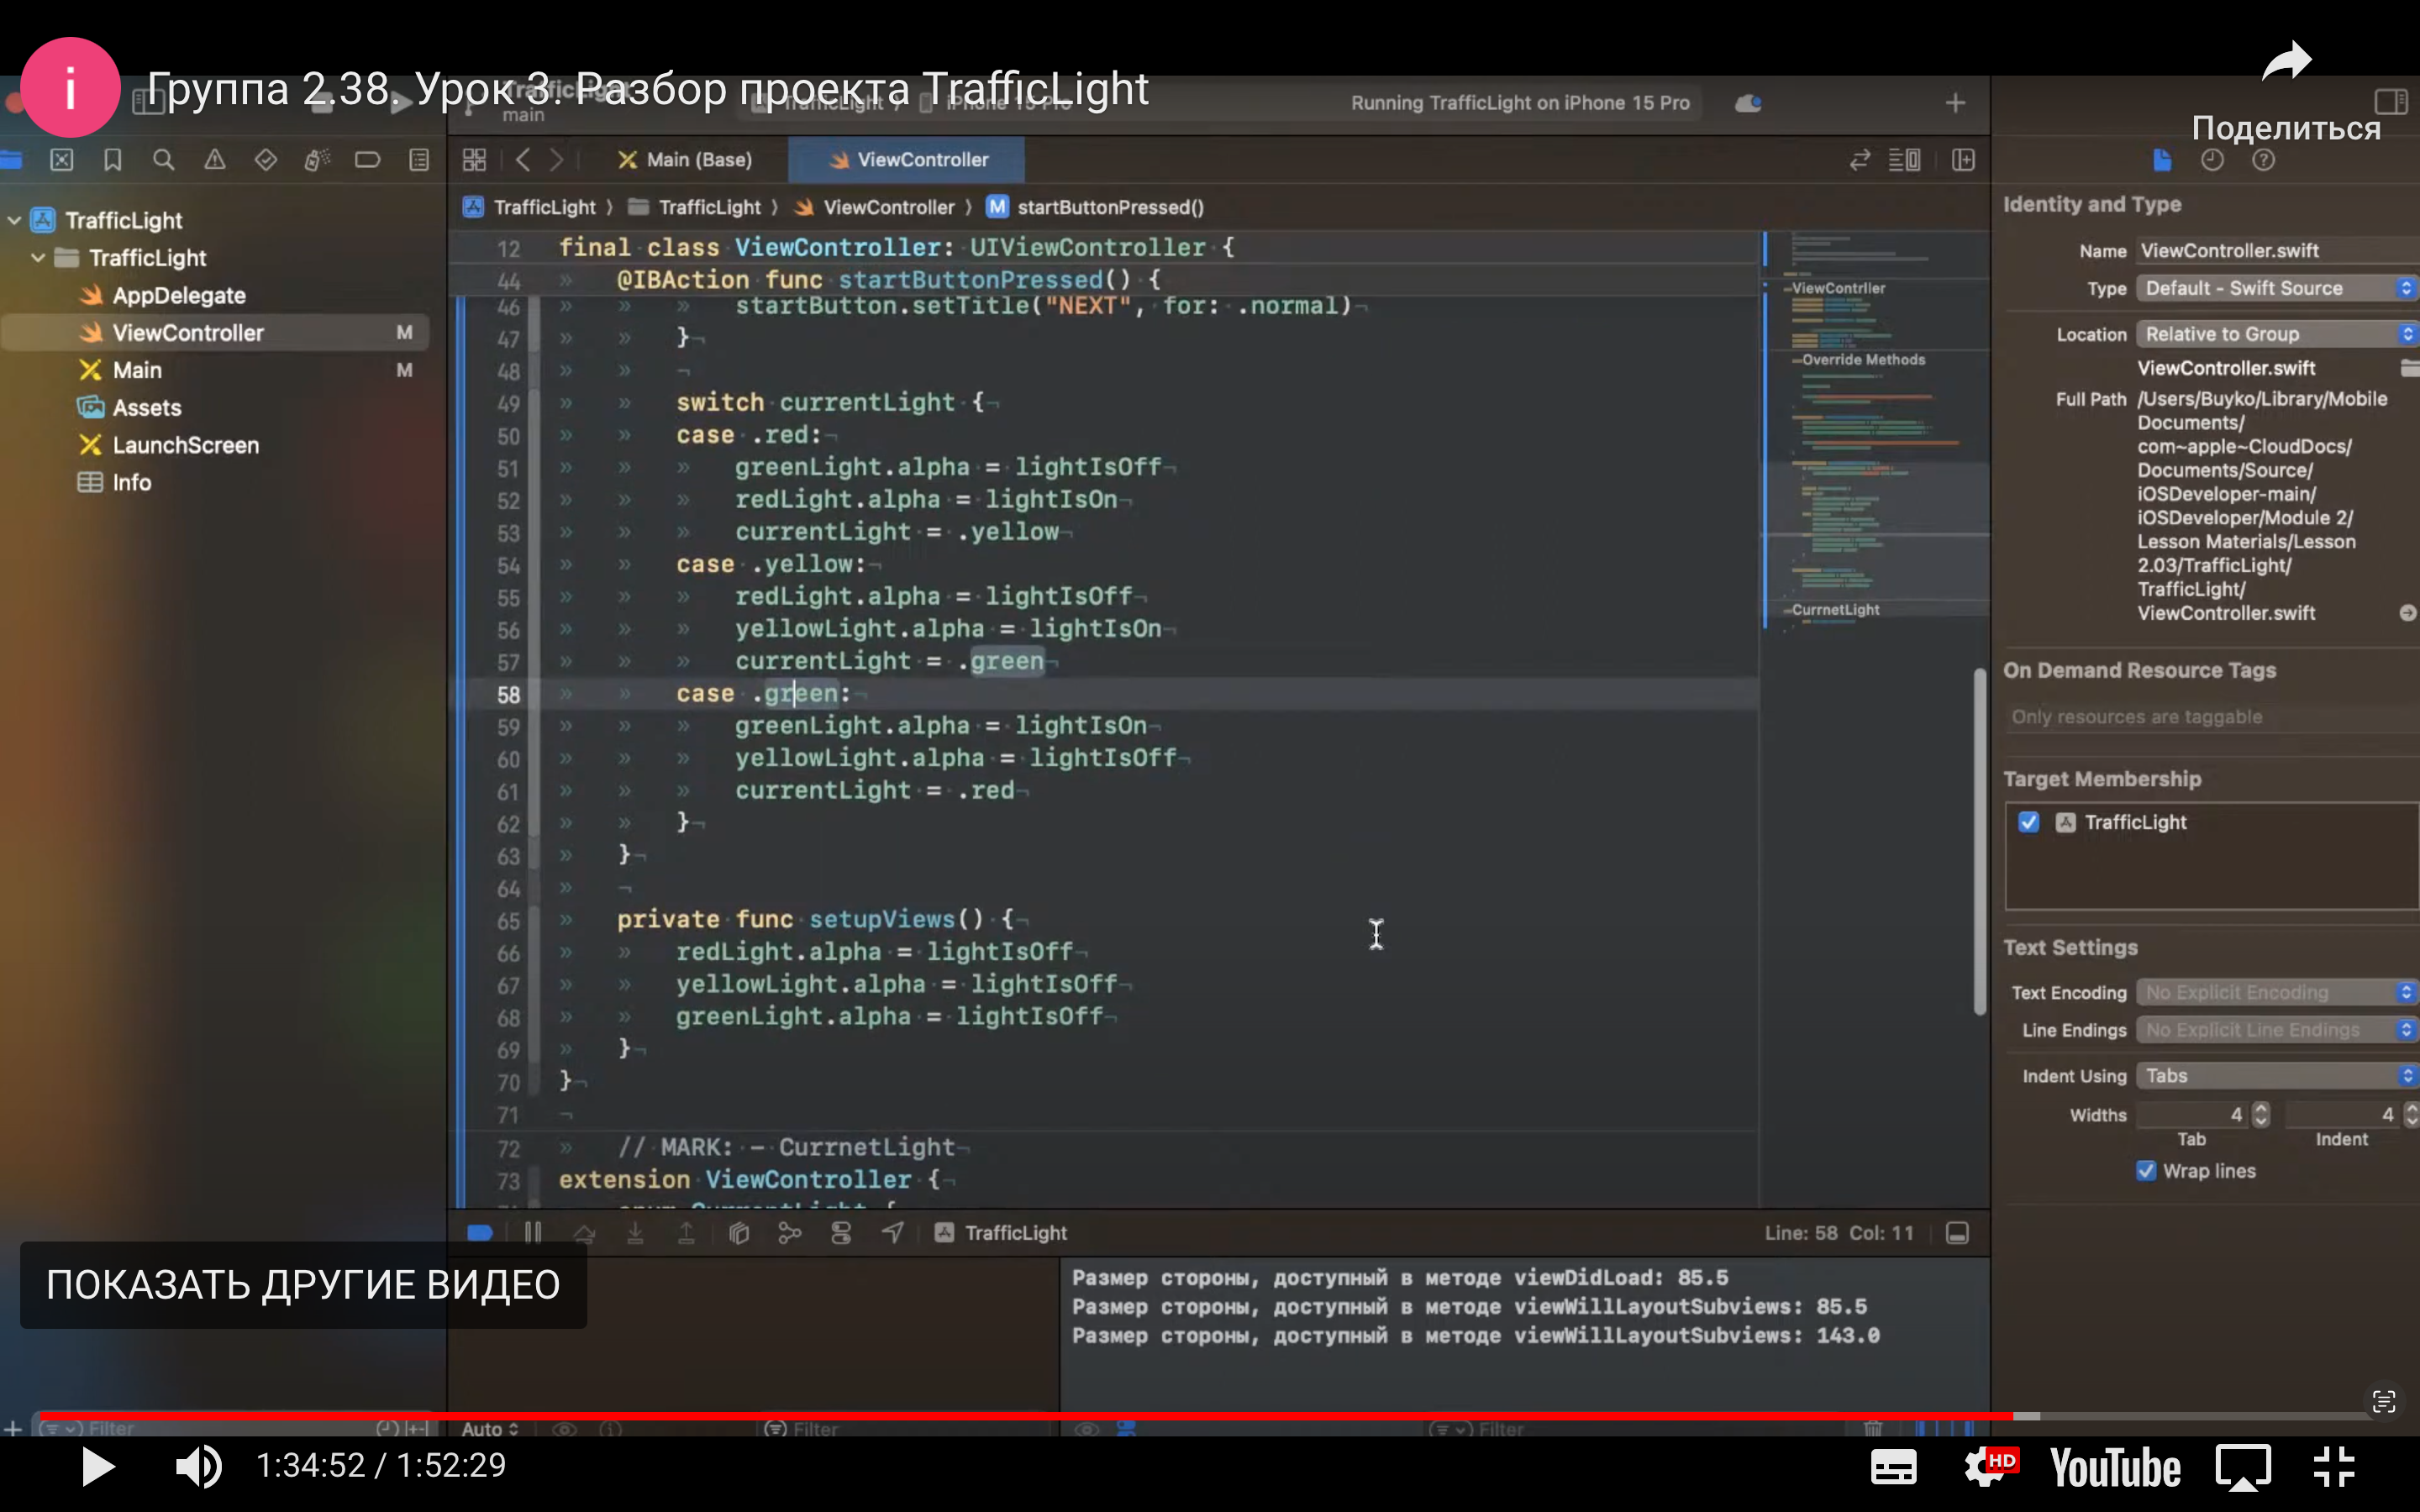 i
Группа 2.38. Урок 3. Разбор проекта TrafficLight
main
Running TrafficLight on iPhone 15 Pro
Поделиться
Main (Base)
ViewController
TrafficLight
TrafficLight
AppDelegate
ViewController M
Main M
Assets
LaunchScreen
Info
TrafficLight 〉 TrafficLight 〉 ViewController 〉 M startButtonPressed()
12 final class ViewController: UIViewController {
44 @IBAction func startButtonPressed() {
46 startButton.setTitle("NEXT", for: .normal)
47 }
48
49 switch currentLight {
50 case .red:
51 greenLight.alpha = lightIsOff
52 redLight.alpha = lightIsOn
53 currentLight = .yellow
54 case .yellow:
55 redLight.alpha = lightIsOff
56 yellowLight.alpha = lightIsOn
57 currentLight = .green
58 case .green:
59 greenLight.alpha = lightIsOn
60 yellowLight.alpha = lightIsOff
61 currentLight = .red
62 }
63 }
64
65 private func setupViews() {
66 redLight.alpha = lightIsOff
67 yellowLight.alpha = lightIsOff
68 greenLight.alpha = lightIsOff
69 }
70 }
71
72 // MARK: - CurrnetLight
73 extension ViewController {
ViewContrller
Override Methods
CurrnetLight
Identity and Type
Name ViewController.swift
Type Default - Swift Source
Location Relative to Group
ViewController.swift
Full Path /Users/Buyko/Library/Mobile
Documents/
com~apple~CloudDocs/
Documents/Source/
iOSDeveloper-main/
iOSDeveloper/Module 2/
Lesson Materials/Lesson
2.03/TrafficLight/
TrafficLight/
ViewController.swift
On Demand Resource Tags
Only resources are taggable
Target Membership
TrafficLight
Text Settings
Text Encoding No Explicit Encoding
Line Endings No Explicit Line Endings
Indent Using Tabs
Widths 4 4
Tab Indent
Wrap lines
TrafficLight
Line: 58 Col: 11
ПОКАЗАТЬ ДРУГИЕ ВИДЕО
Размер стороны, доступный в методе viewDidLoad: 85.5
Размер стороны, доступный в методе viewWillLayoutSubviews: 85.5
Размер стороны, доступный в методе viewWillLayoutSubviews: 143.0
Filter
Auto
Filter
Filter
1:34:52 / 1:52:29
HD
YouTube